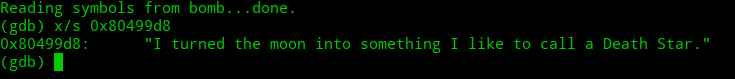 Reading symbols from bomb...done.
(gdb) x/s 0x80499d8
0x80499d8:      "I turned the moon into something I like to call a Death Star."
(gdb)